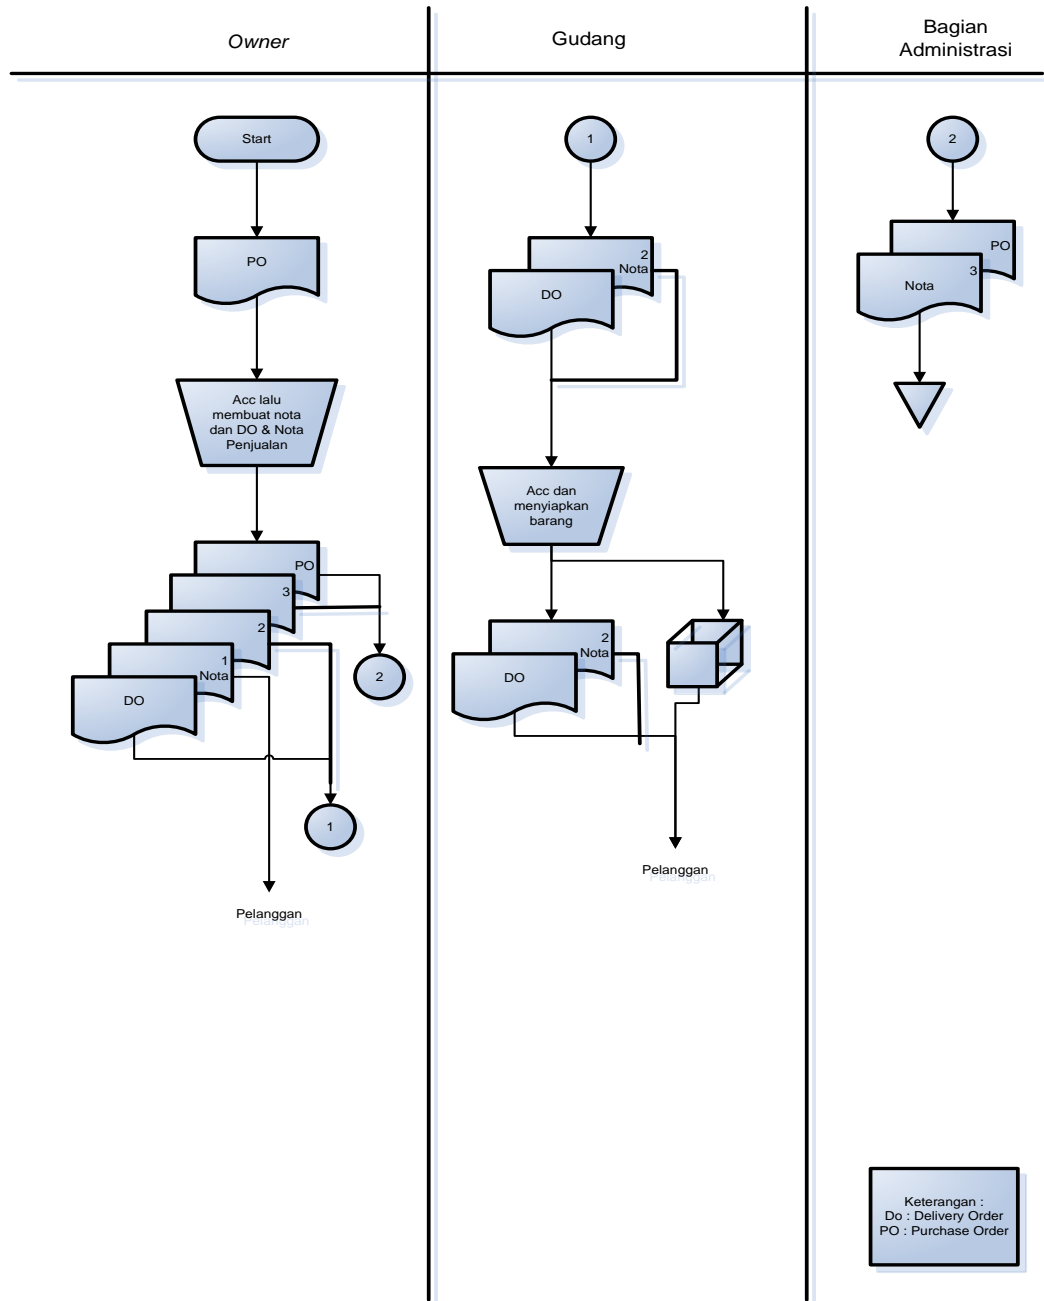 Owner
Gudang
Bagian
Administrasi
Start
PO
Acc lalu
membuat nota
dan DO & Nota
Penjualan
PO
3
2
1
Nota
DO
2
1
Pelanggan
1
2
Nota
DO
Acc dan
menyiapkan
barang
2
Nota
DO
Pelanggan
2
PO
3
Nota
Keterangan :
Do : Delivery Order
PO : Purchase Order